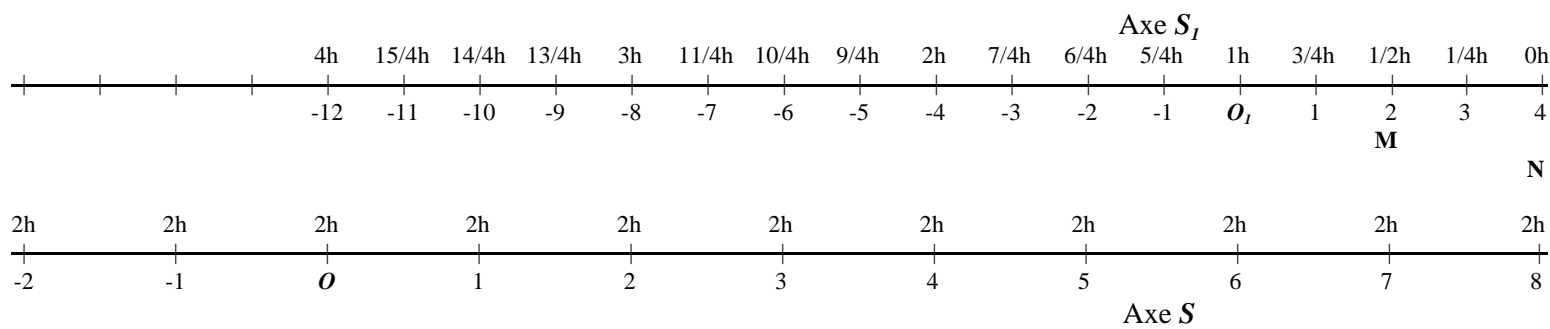 Axe S₁
4h 15/4h 14/4h 13/4h 3h 11/4h 10/4h 9/4h 2h 7/4h 6/4h 5/4h 1h 3/4h 1/2h 1/4h 0h
-12 -11 -10 -9 -8 -7 -6 -5 -4 -3 -2 -1 O₁ 1 2 3 4
M
N
2h 2h 2h 2h 2h 2h 2h 2h 2h 2h 2h
-2 -1 O 1 2 3 4 5 6 7 8
Axe S